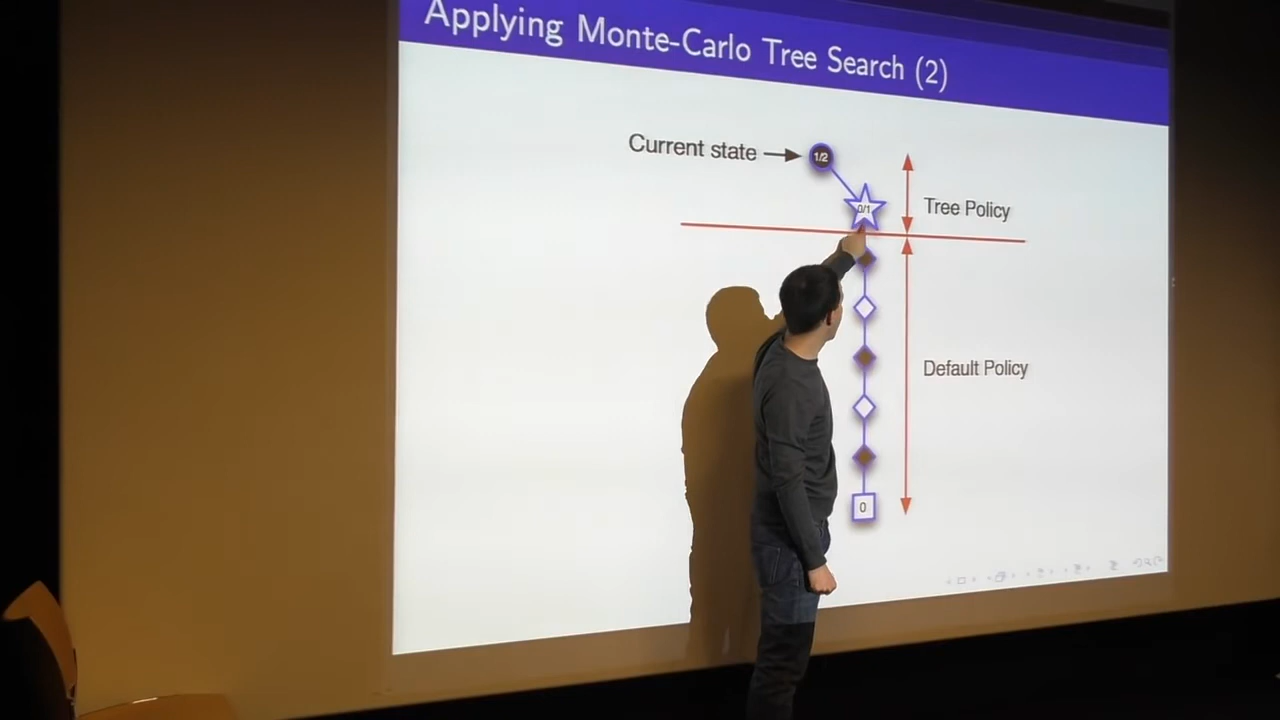 Applying Monte-Carlo Tree Search (2)
Current state
1/2
0/1
Tree Policy
Default Policy
0